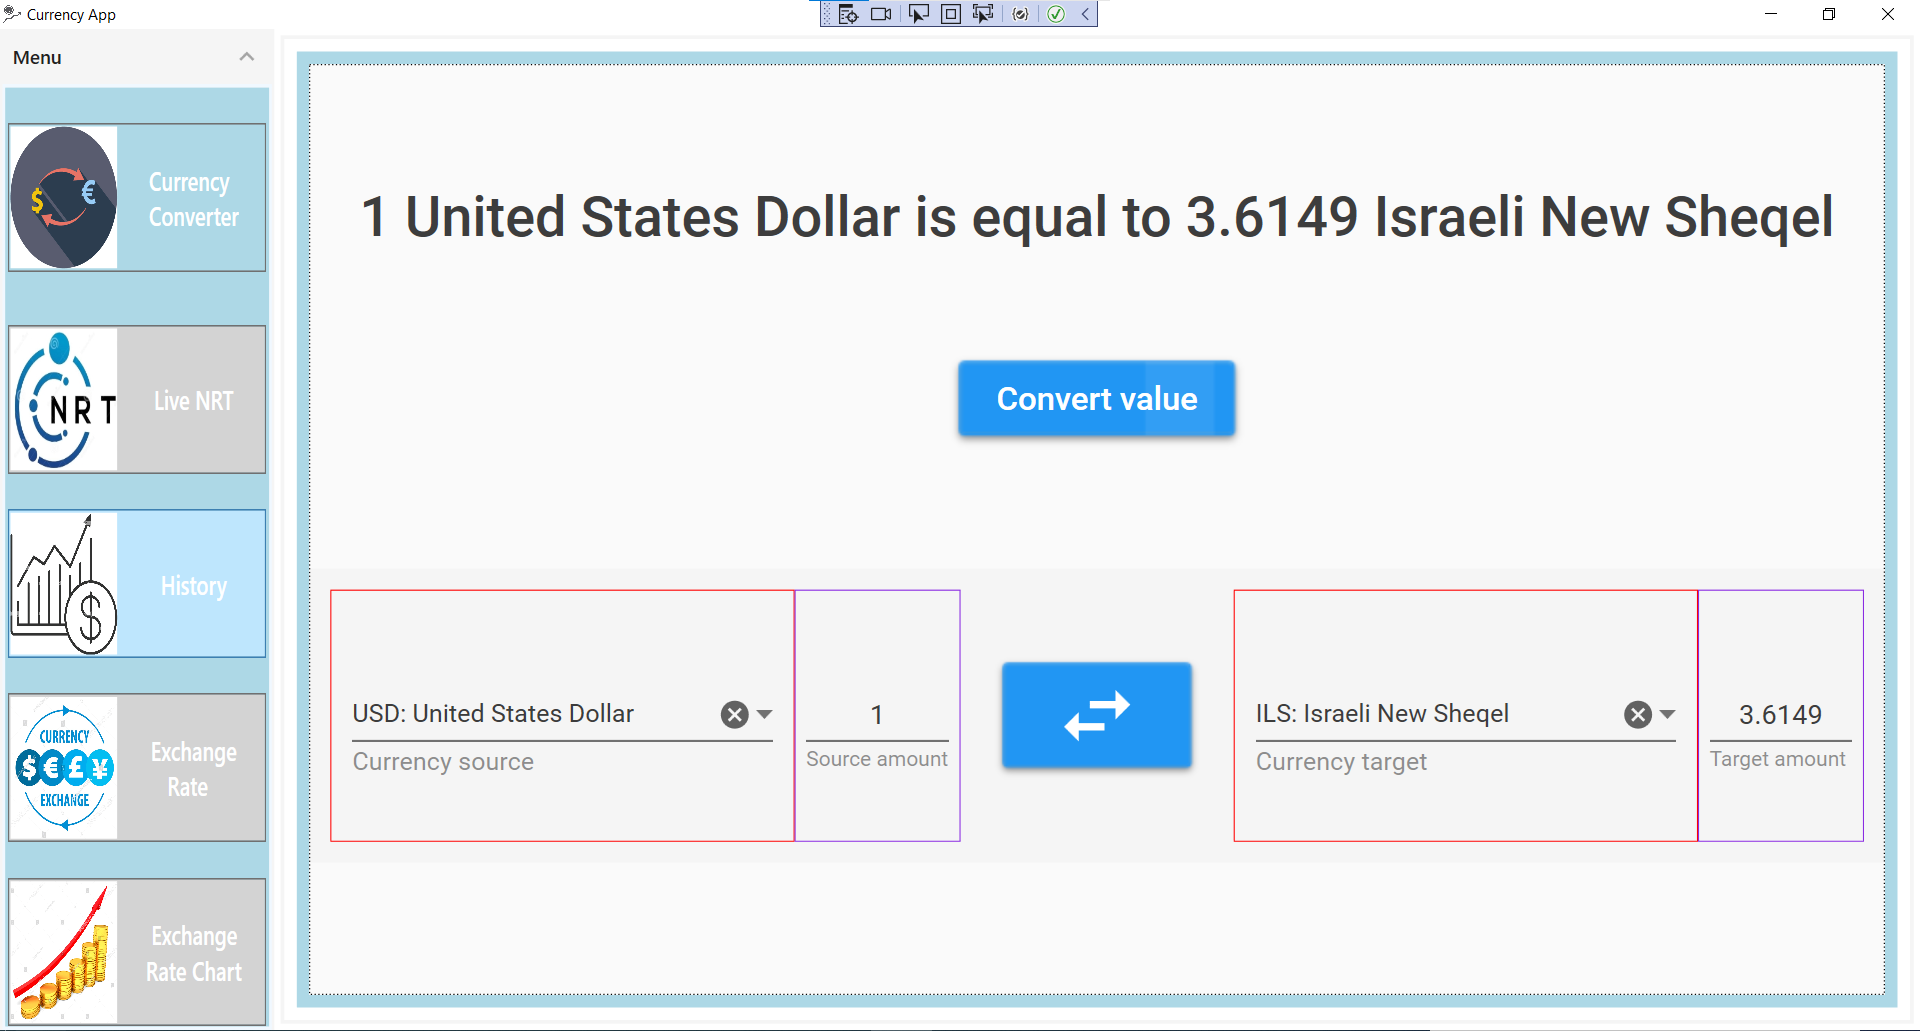 Currency App
Menu
$ €
Currency
Converter
NRT
Live NRT
$
History
CURRENCY
$ € £ ¥
EXCHANGE
Exchange
Rate
Exchange
Rate Chart
1 United States Dollar is equal to 3.6149 Israeli New Sheqel
Convert value
USD: United States Dollar
Currency source
1
Source amount
ILS: Israeli New Sheqel
Currency target
3.6149
Target amount